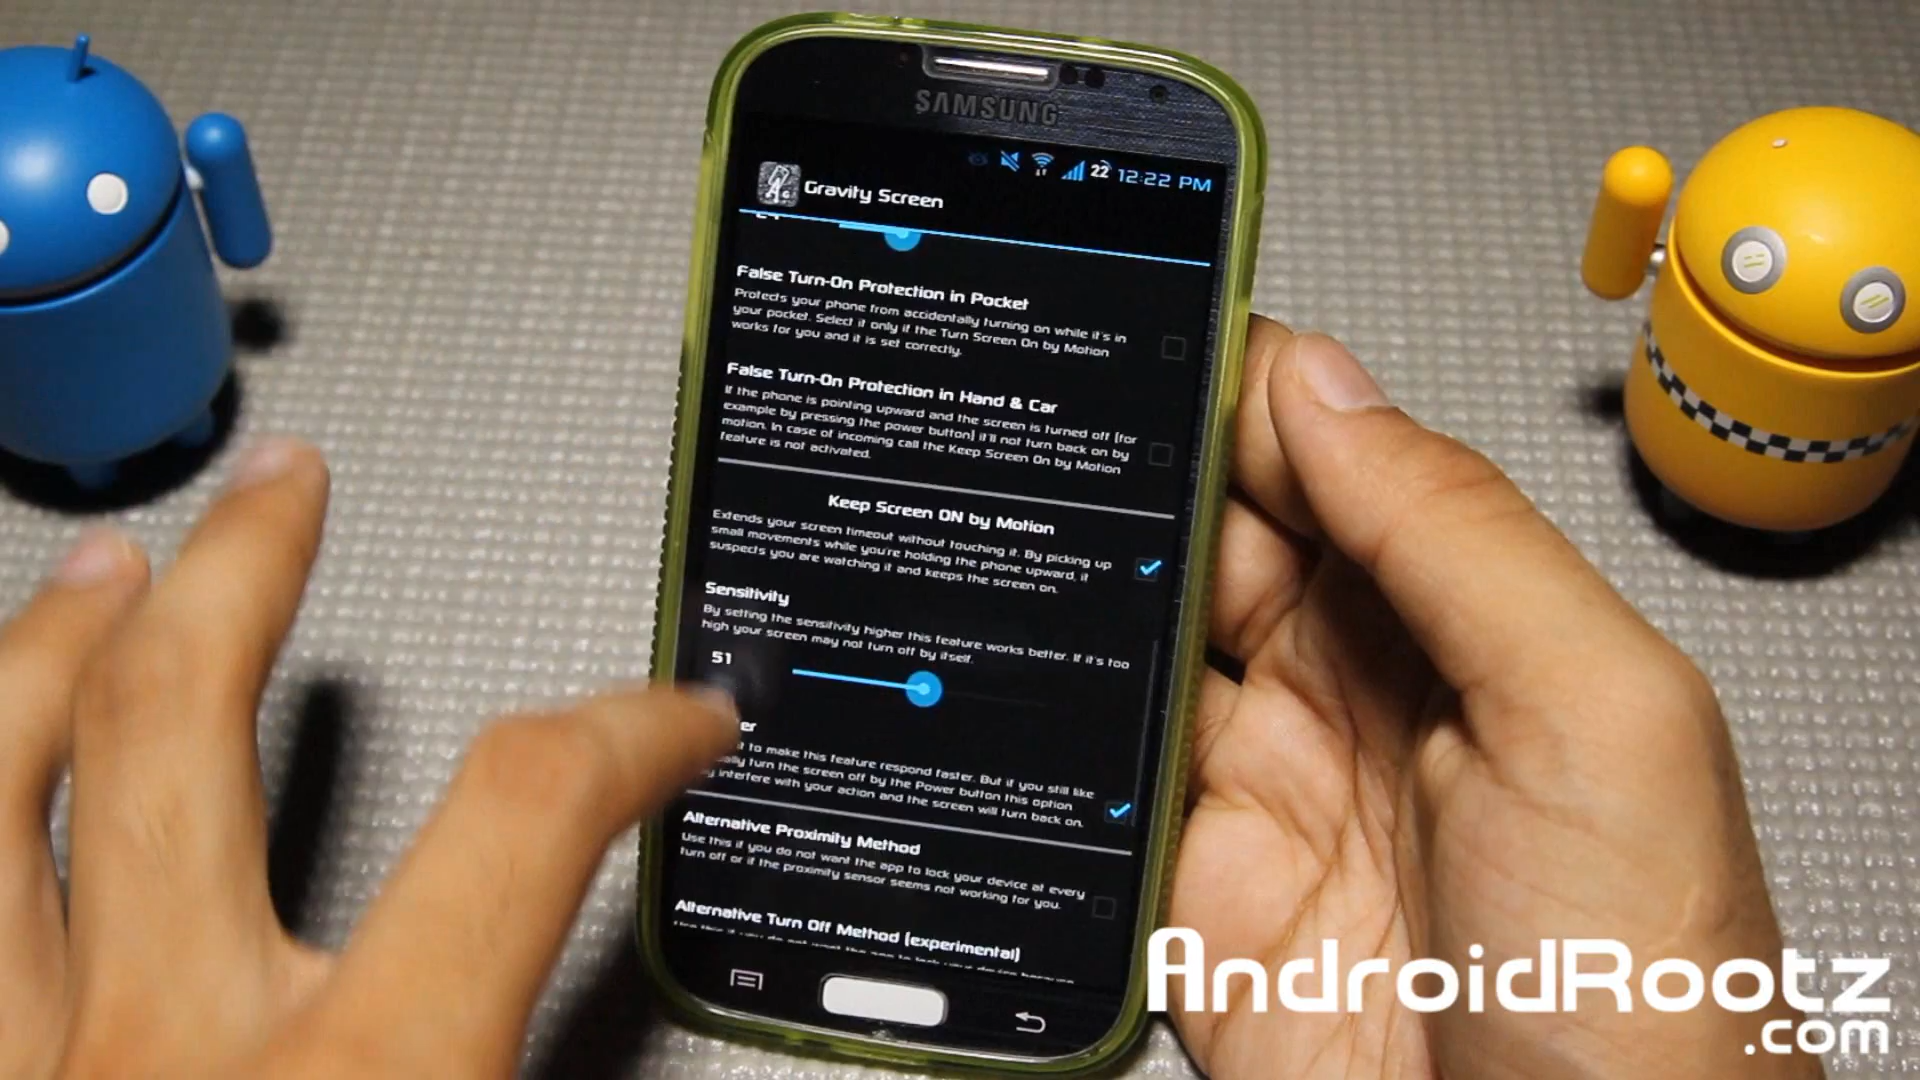 SAMSUNG
22 12:22 PM
Gravity Screen
False Turn-On Protection in Pocket
Protects your phone from accidentally turning on while it's in
your pocket. Select it only if the Turn Screen On by Motion
works for you and it is set correctly.
False Turn-On Protection in Hand & Car
If the phone is pointing upward and the screen is turned off (for
example by pressing the power button) it'll not turn back on by
motion. In case of incoming call the Keep Screen On by Motion
feature is not activated.
Keep Screen ON by Motion
Extends your screen timeout without touching it. By picking up
small movements while you're holding the phone upward, it
suspects you are watching it and keeps the screen on.
Sensitivity
By setting the sensitivity higher this feature works better. If it's too
high your screen may not turn off by itself.
51
to make this feature respond faster. But if you still like
turn the screen off by the Power button this option
interfere with your action and the screen will turn back on.
Alternative Proximity Method
Use this if you do not want the app to lock your device at every
turn off or if the proximity sensor seems not working for you.
Alternative Turn Off Method (experimental)
AndroidRootz
.com